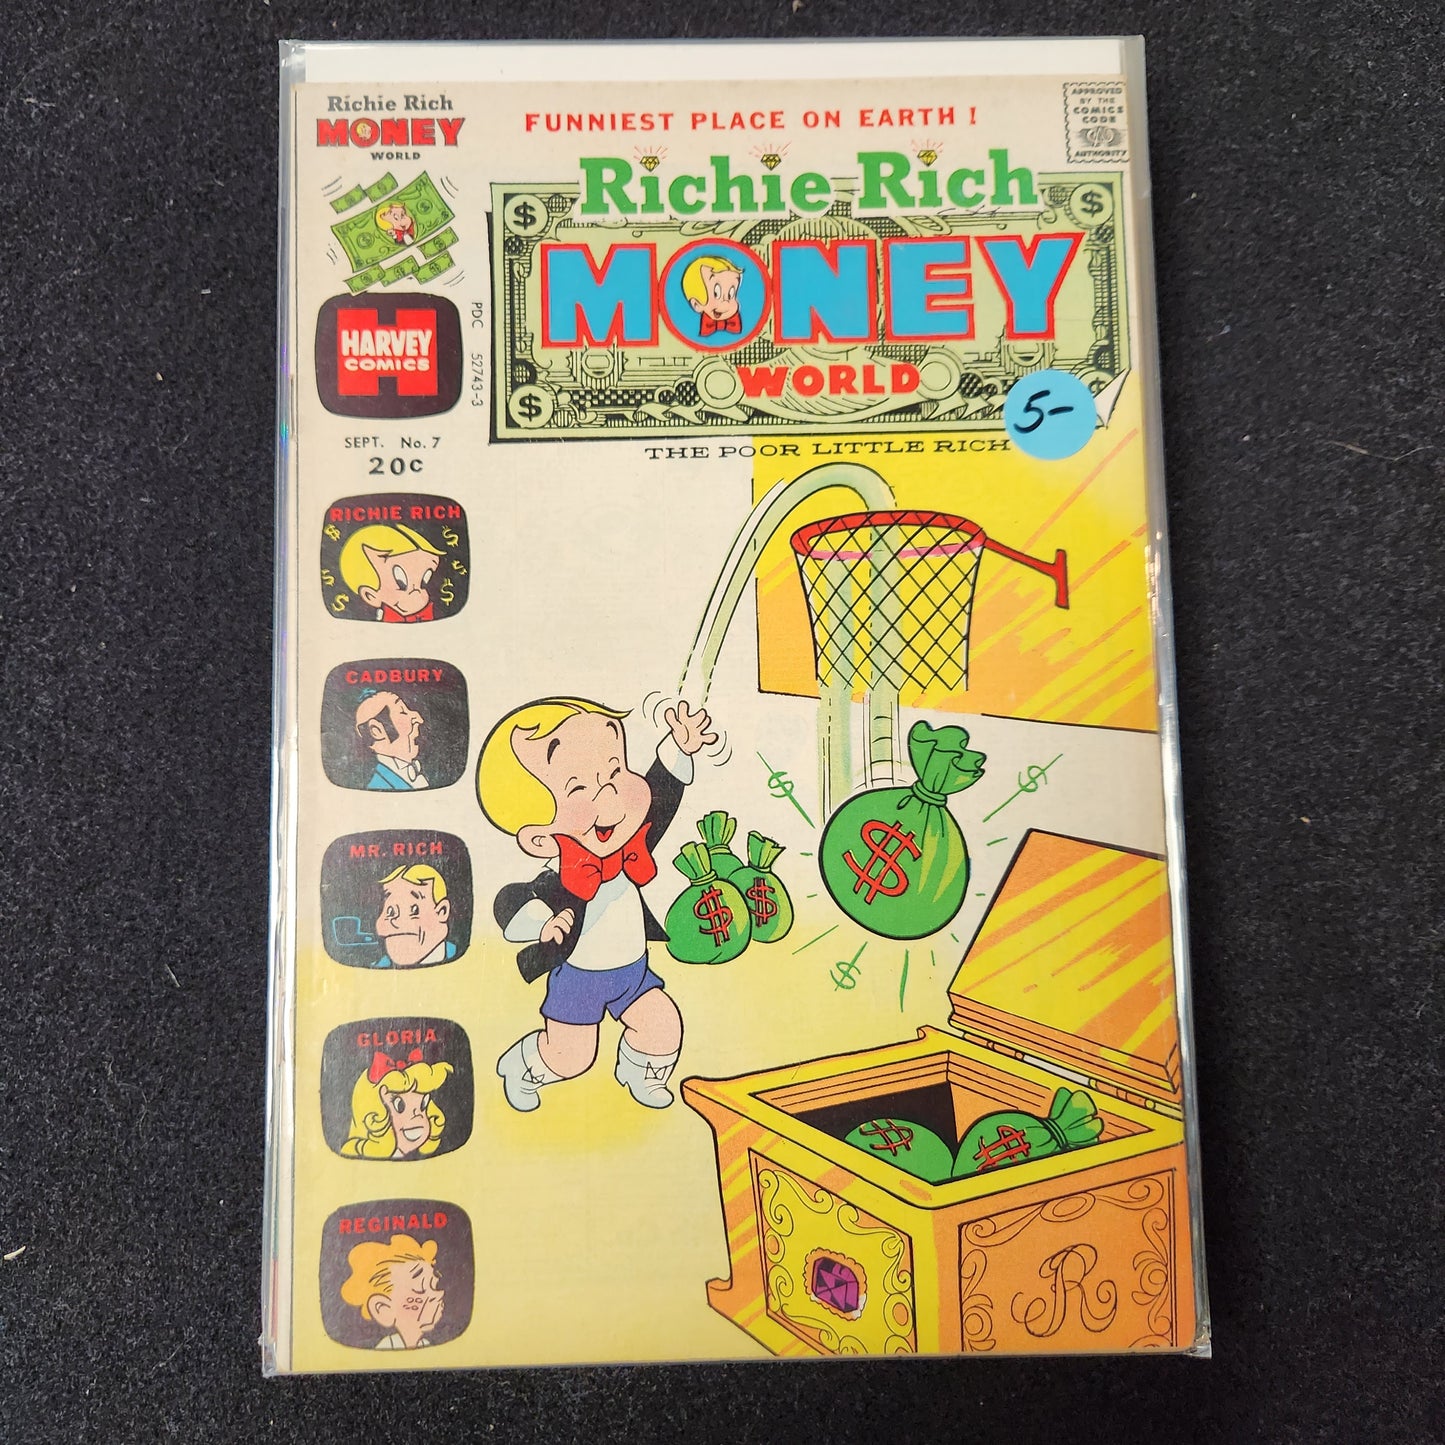 Richie Rich
MONEY
WORLD
FUNNIEST PLACE ON EARTH !
APPROVED
BY THE
COMICS
CODE
AUTHORITY
Richie Rich
MONEY
WORLD
$
$
$
HARVEY
COMICS
PDC 52743-3
5-
THE POOR LITTLE RICH
SEPT. No. 7
20c
RICHIE RICH
$
$
$
$
CADBURY
MR. RICH
GLORIA
REGINALD
$
$
$
$
$
$
$
$
R